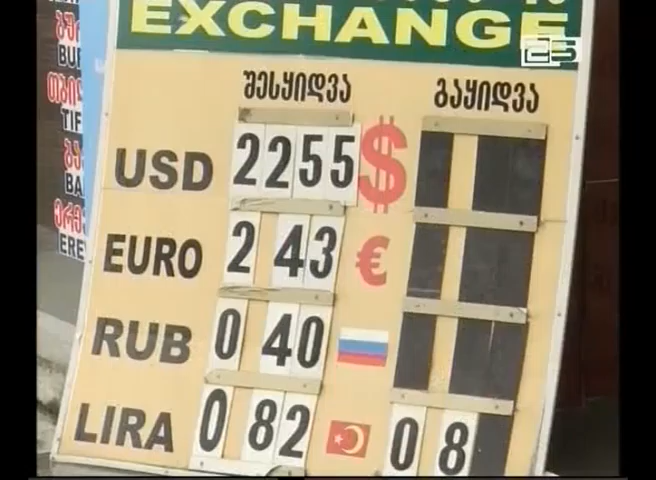 EXCHANGE
25
შესყიდვა გაყიდვა
USD 2255 $
EURO 2 43 €
RUB 0 40
LIRA 0 82 0 8